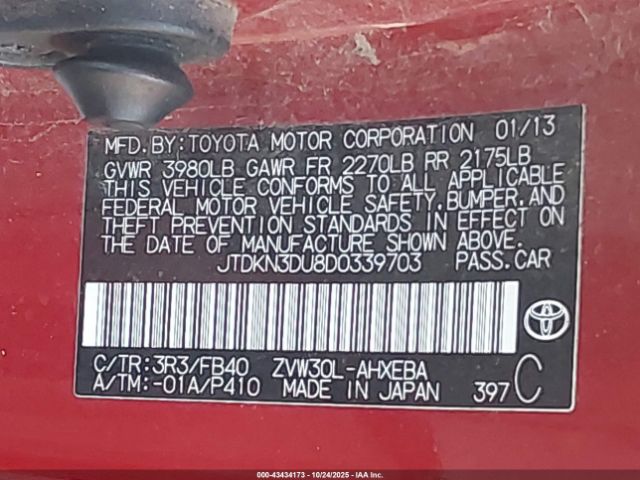 MFD.BY:TOYOTA MOTOR CORPORATION 01/13
GVWR 3980LB GAWR FR 2270LB RR 2175LB
THIS VEHICLE CONFORMS TO ALL APPLICABLE
FEDERAL MOTOR VEHICLE SAFETY,BUMPER,AND
THEFT PREVENTION STANDARDS IN EFFECT ON
THE DATE OF MANUFACTURE SHOWN ABOVE.
JTDKN3DU8D0339703 PASS.CAR
C/TR:3R3/FB40 ZVW30L-AHXEBA
A/TM:-01A/P410 MADE IN JAPAN 397 C
000-43434173 - 10/24/2025 - IAA, Inc.